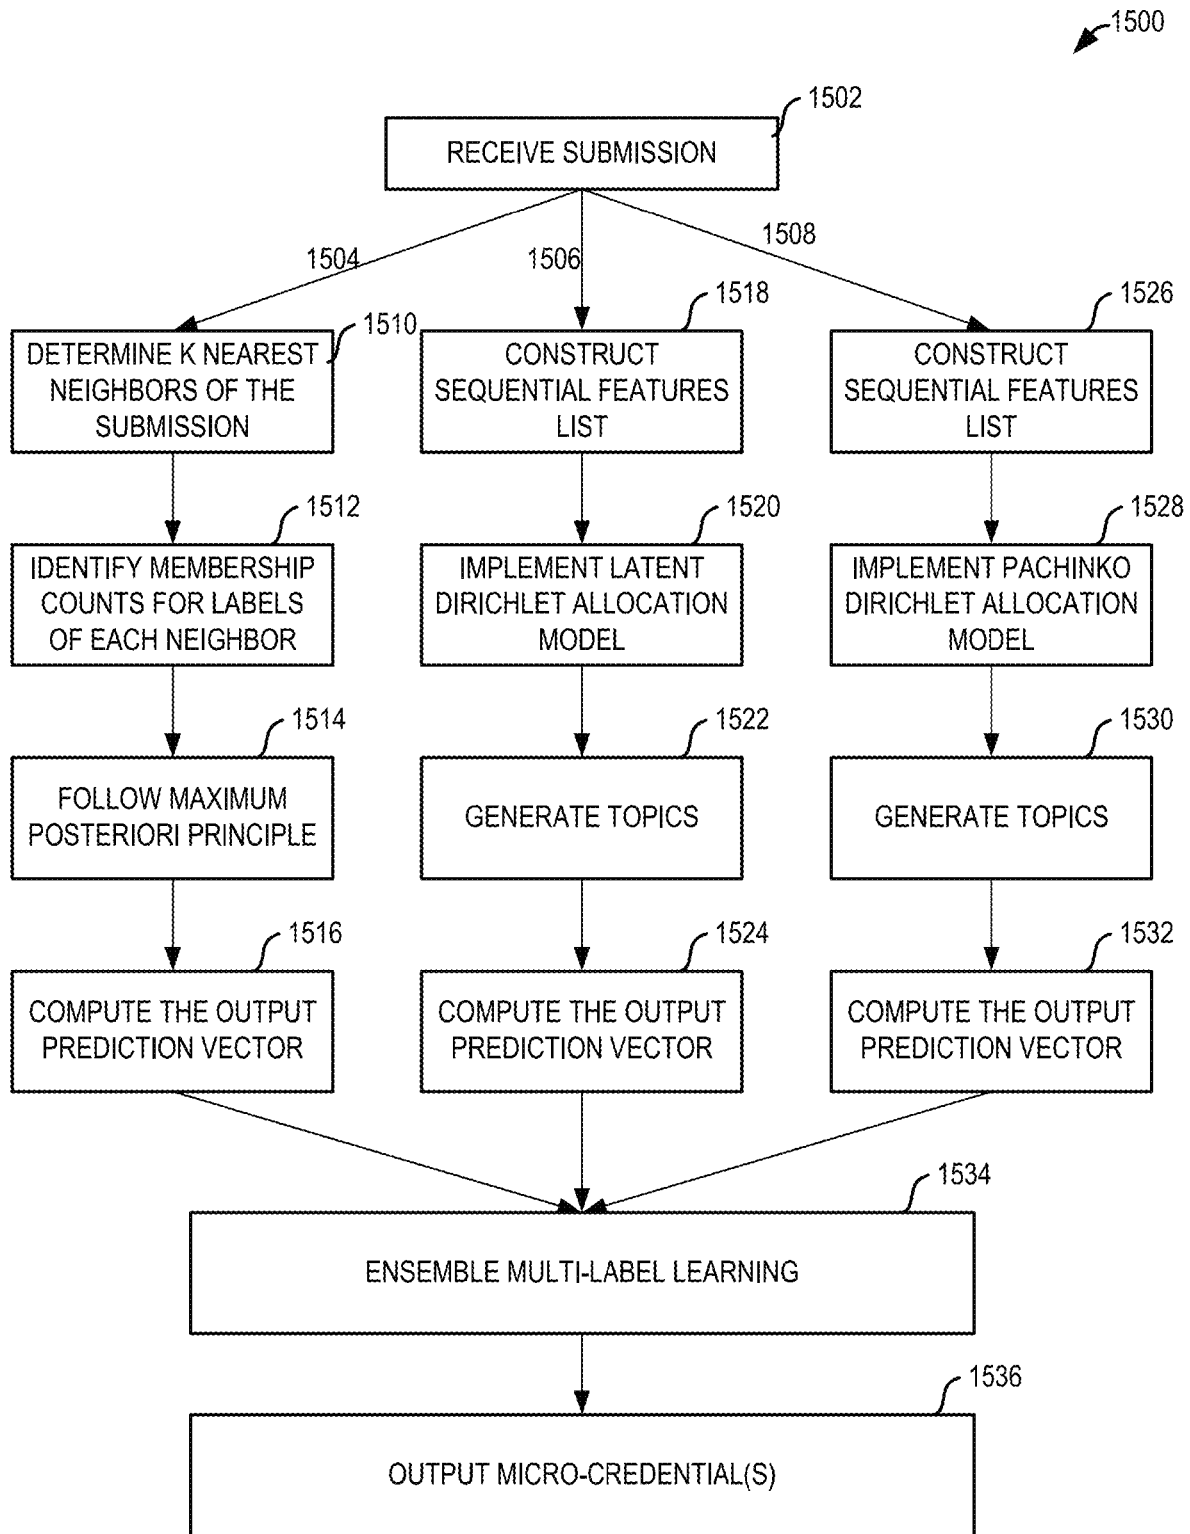 1500
1502
RECEIVE SUBMISSION
1504
1506
1508
1510
1518
1526
DETERMINE K NEAREST
NEIGHBORS OF THE
SUBMISSION
CONSTRUCT
SEQUENTIAL FEATURES
LIST
CONSTRUCT
SEQUENTIAL FEATURES
LIST
1512
1520
1528
IDENTIFY MEMBERSHIP
COUNTS FOR LABELS
OF EACH NEIGHBOR
IMPLEMENT LATENT
DIRICHLET ALLOCATION
MODEL
IMPLEMENT PACHINKO
DIRICHLET ALLOCATION
MODEL
1514
1522
1530
FOLLOW MAXIMUM
POSTERIORI PRINCIPLE
GENERATE TOPICS
GENERATE TOPICS
1516
1524
1532
COMPUTE THE OUTPUT
PREDICTION VECTOR
COMPUTE THE OUTPUT
PREDICTION VECTOR
COMPUTE THE OUTPUT
PREDICTION VECTOR
1534
ENSEMBLE MULTI-LABEL LEARNING
1536
OUTPUT MICRO-CREDENTIAL(S)